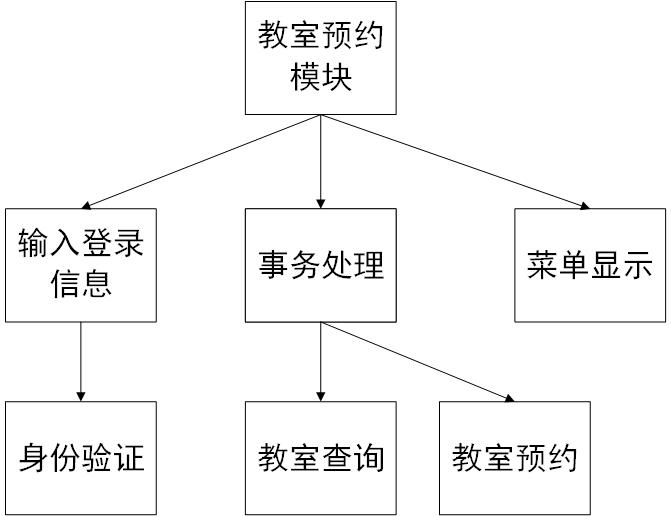 教室预约
模块
输入登录
信息
事务处理
菜单显示
身份验证
教室查询
教室预约